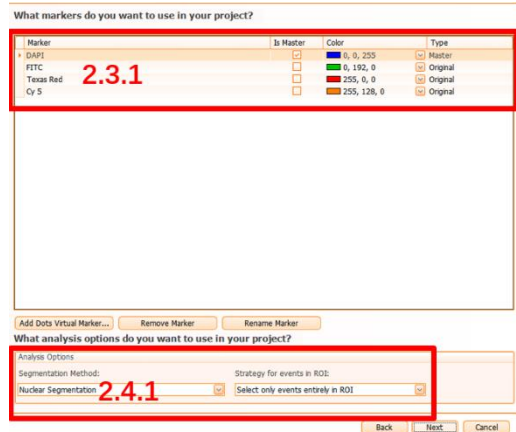 What markers do you want to use in your project?
Marker Is Master Color Type
DAPI 0, 0, 255 Master
FITC 0, 192, 0 Original
Texas Red 255, 0, 0 Original
Cy 5 255, 128, 0 Original
2.3.1
Add Dots Virtual Marker... Remove Marker Rename Marker
What analysis options do you want to use in your project?
Analysis Options
Segmentation Method: Strategy for events in ROI:
Nuclear Segmentation Select only events entirely in ROI
2.4.1
Back Next Cancel